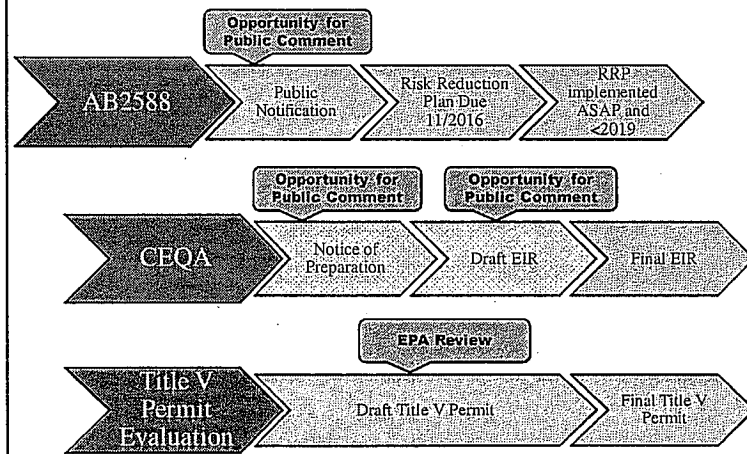 Opportunity for
Public Comment
AB2588
Public
Notification
Risk Reduction
Plan Due
11/2016
RRP
implemented
ASAP and
<2019
Opportunity for
Public Comment
Opportunity for
Public Comment
CEQA
Notice of
Preparation
Draft EIR
Final EIR
EPA Review
Title V
Permit
Evaluation
Draft Title V Permit
Final Title V
Permit